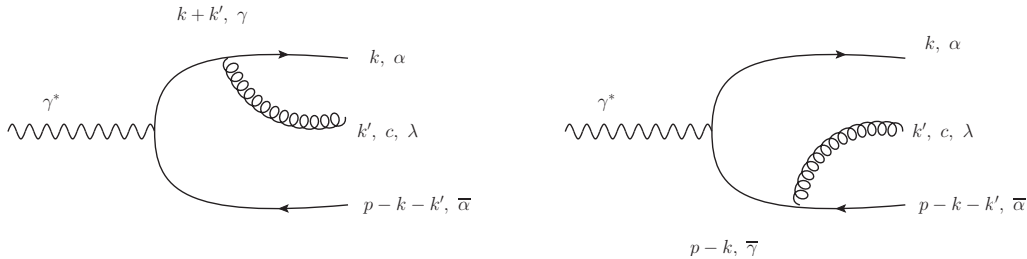 k + k′, γ
k, α
γ*
k′, c, λ
p − k − k′, α̅
k, α
γ*
k′, c, λ
p − k − k′, α̅
p − k, γ̅